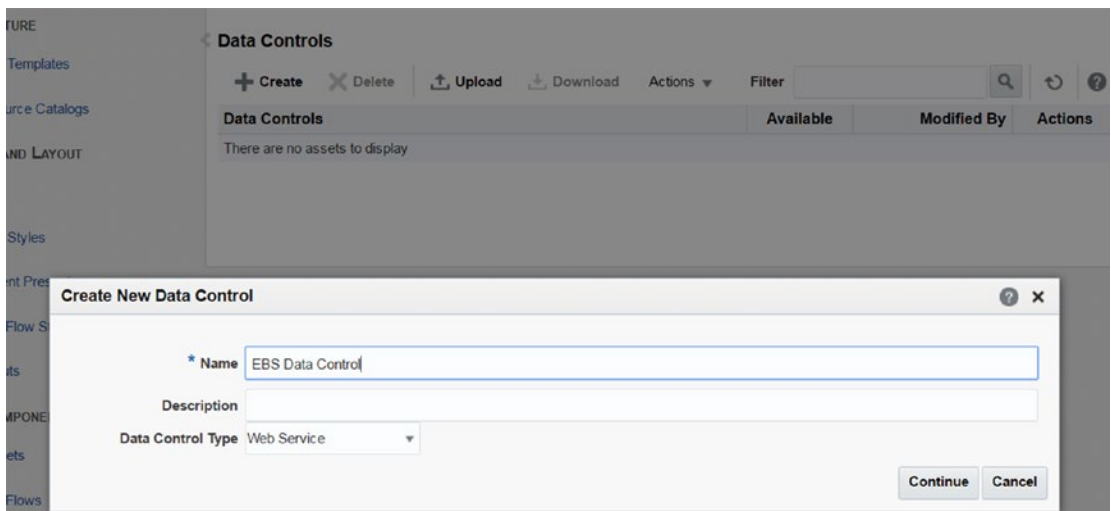 TURE
Templates
urce Catalogs
AND LAYOUT
Styles
ent Pres
Flow S
uts
MPONE
ets
Flows
Data Controls
Create Delete Upload Download Actions Filter
Data Controls Available Modified By Actions
There are no assets to display
Create New Data Control
* Name EBS Data Control
Description
Data Control Type Web Service
Continue Cancel